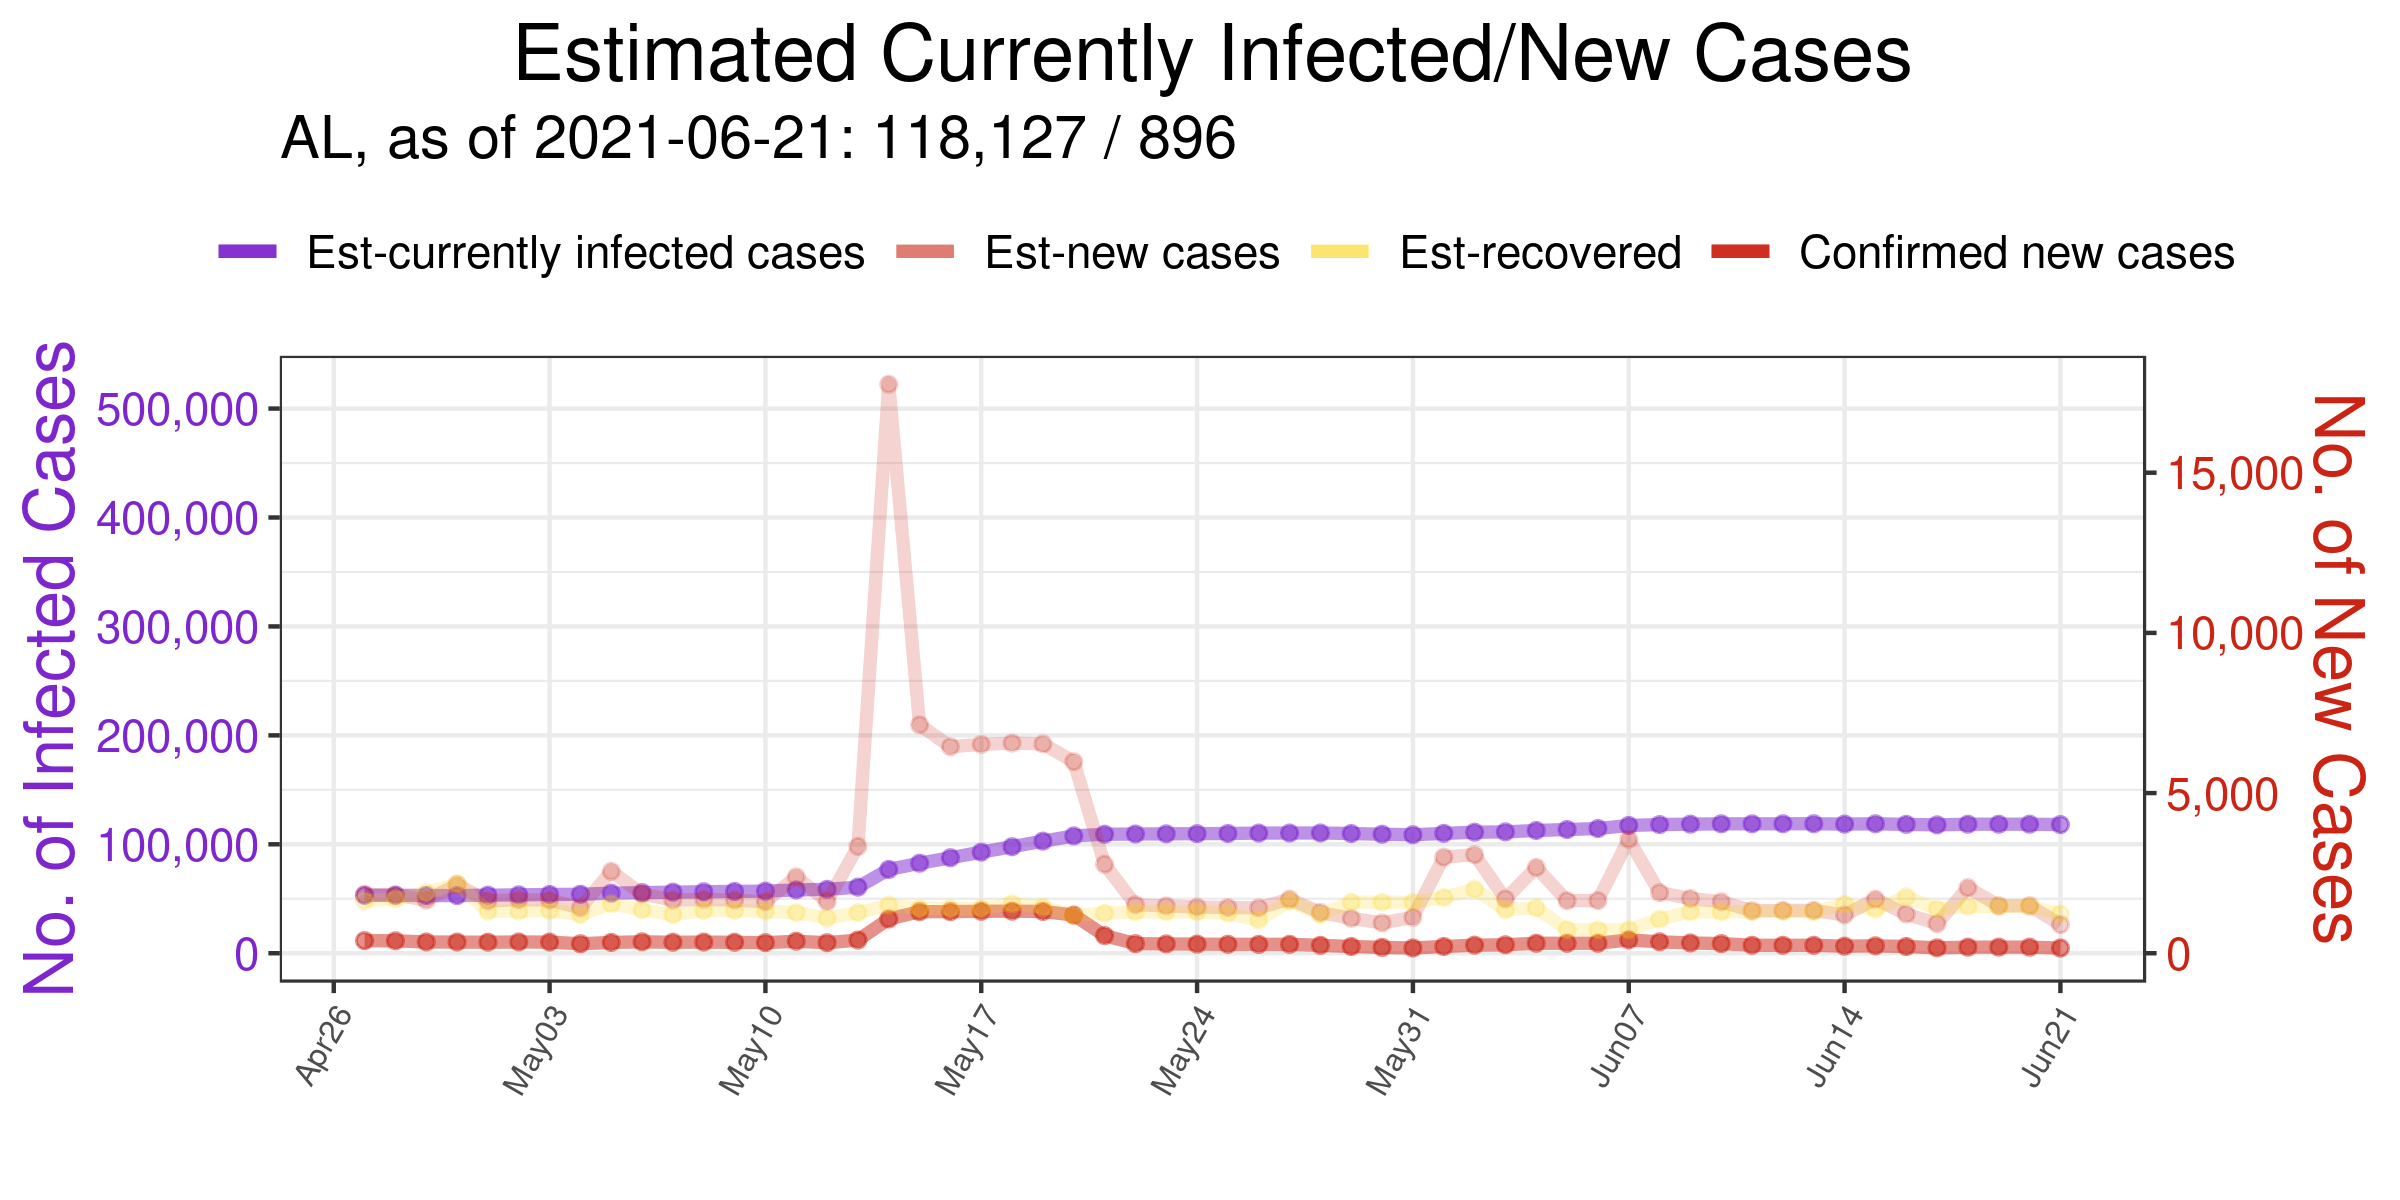 Estimated Currently Infected/New Cases
AL, as of 2021-06-21: 118,127 / 896
Est-currently infected cases
Est-new cases
Est-recovered
Confirmed new cases
No. of Infected Cases
500,000
400,000
300,000
200,000
100,000
0
15,000
10,000
5,000
0
No. of New Cases
Apr26
May03
May10
May17
May24
May31
Jun07
Jun14
Jun21